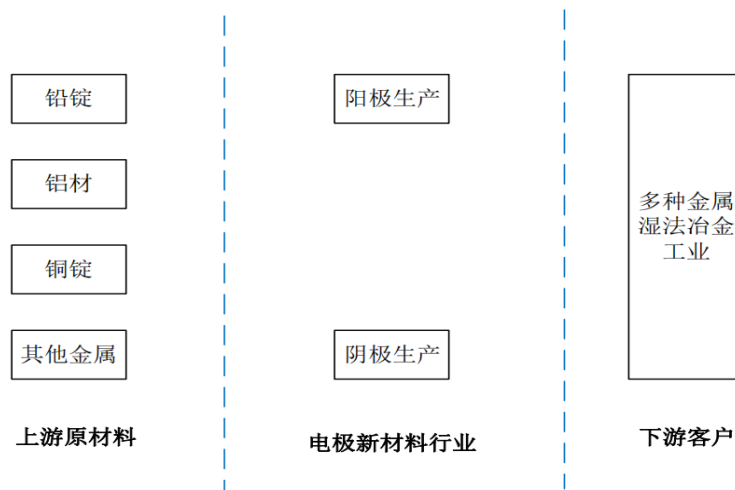 铅锭
阳极生产
铝材
多种金属
湿法冶金
工业
铜锭
其他金属
阴极生产
上游原材料
电极新材料行业
下游客户